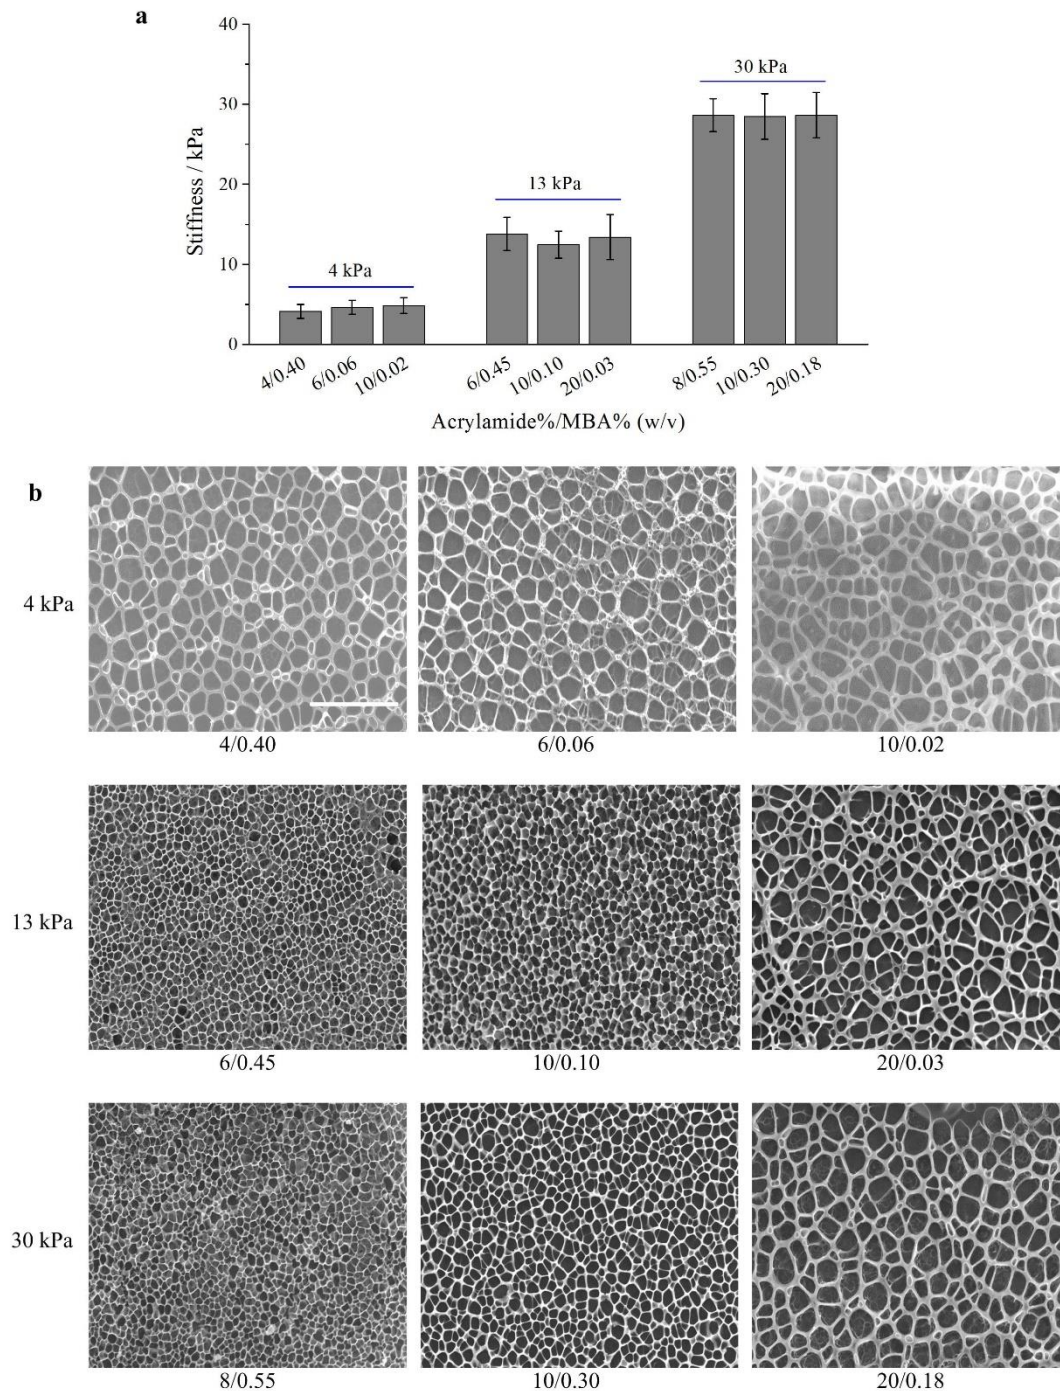 a
40
30
20
10
0
Stiffness / kPa
4 kPa
13 kPa
30 kPa
4/0.40
6/0.06
10/0.02
6/0.45
10/0.10
20/0.03
8/0.55
10/0.30
20/0.18
Acrylamide%/MBA% (w/v)
b
4 kPa
4/0.40
6/0.06
10/0.02
13 kPa
6/0.45
10/0.10
20/0.03
30 kPa
8/0.55
10/0.30
20/0.18